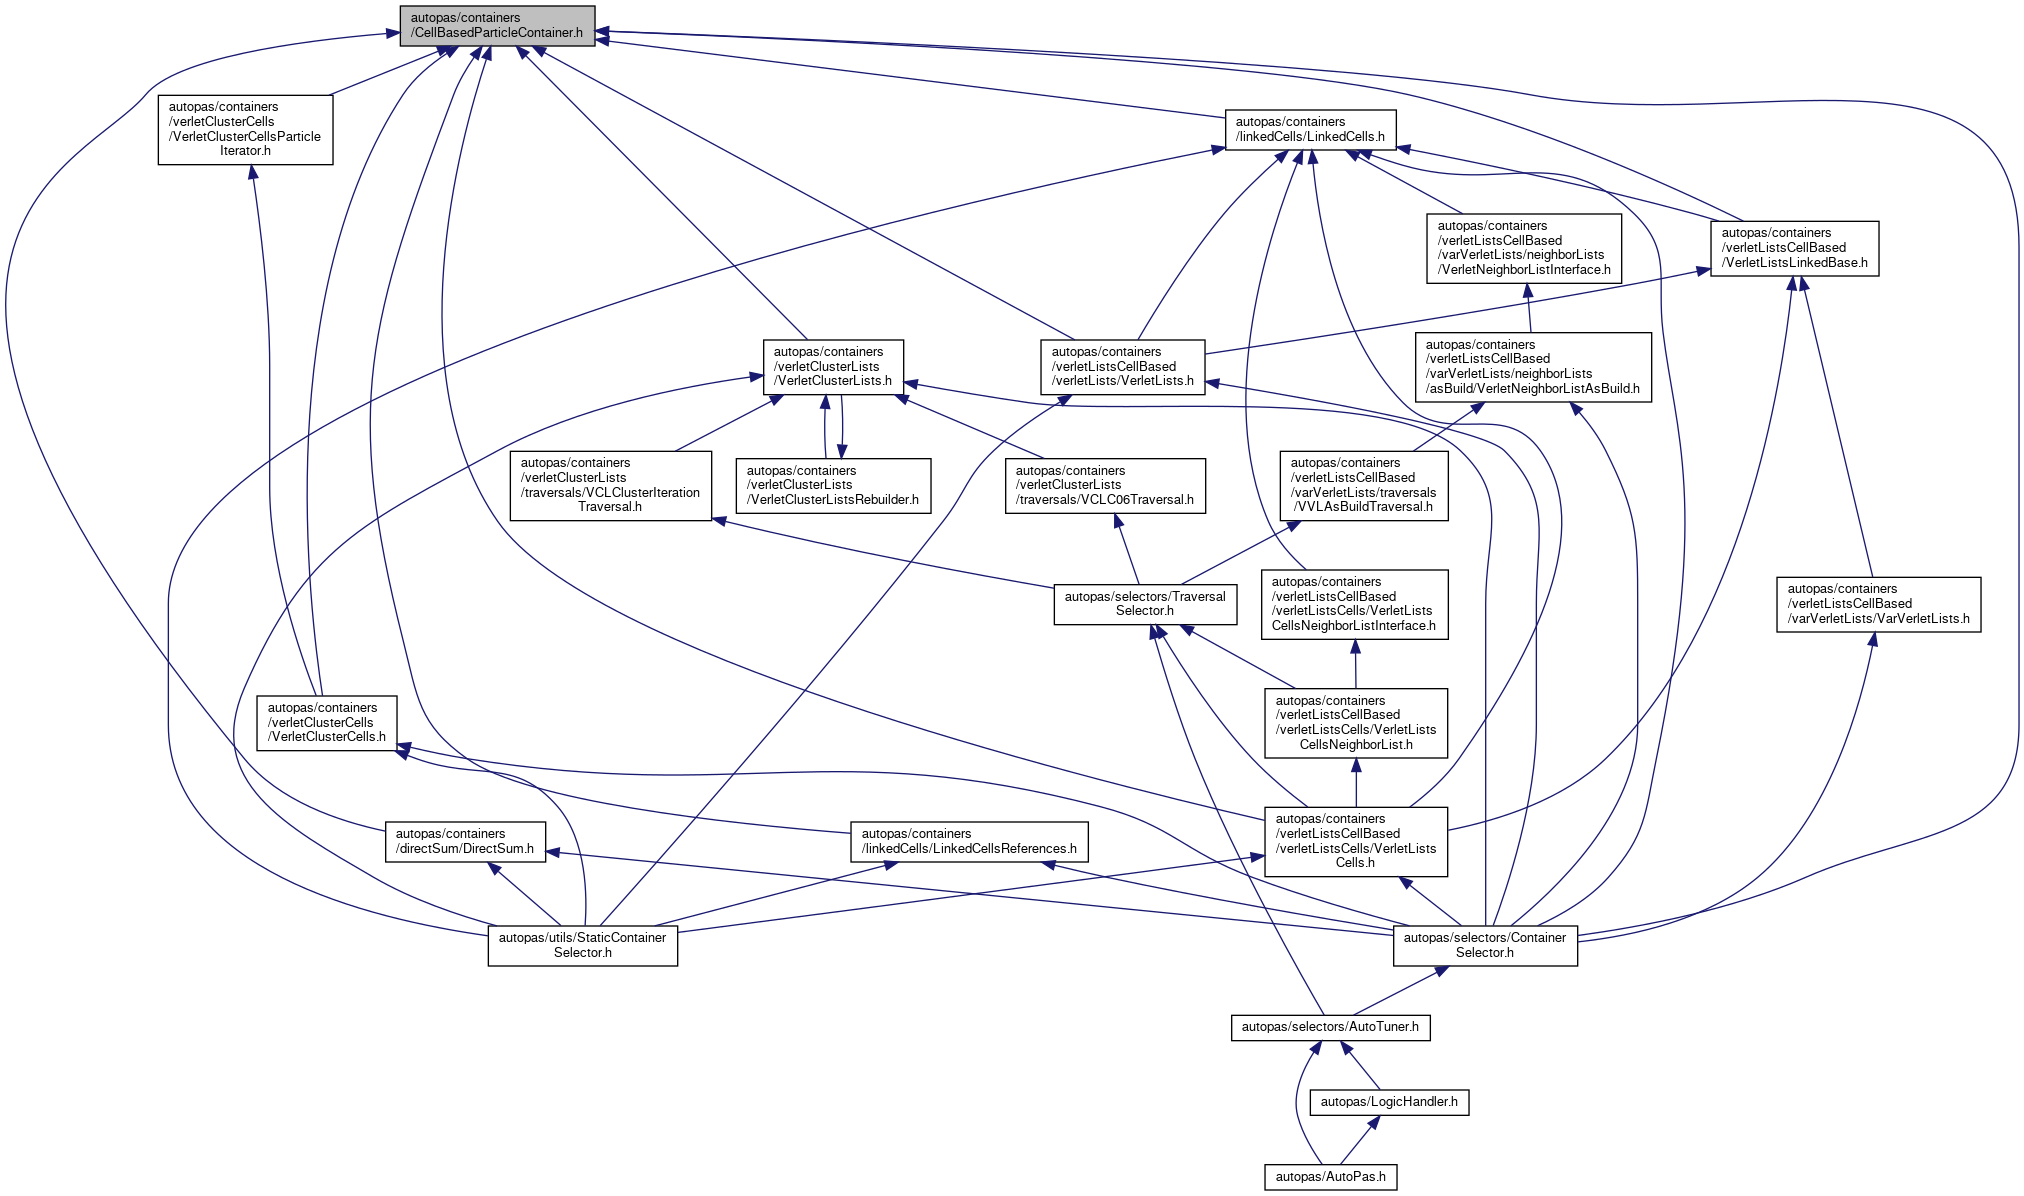 autopas/containers
/CellBasedParticleContainer.h
autopas/containers
/verletClusterCells
/VerletClusterCellsParticle
Iterator.h
autopas/containers
/linkedCells/LinkedCells.h
autopas/containers
/verletListsCellBased
/varVerletLists/neighborLists
/VerletNeighborListInterface.h
autopas/containers
/verletListsCellBased
/VerletListsLinkedBase.h
autopas/containers
/verletClusterLists
/VerletClusterLists.h
autopas/containers
/verletListsCellBased
/verletLists/VerletLists.h
autopas/containers
/verletListsCellBased
/varVerletLists/neighborLists
/asBuild/VerletNeighborListAsBuild.h
autopas/containers
/verletClusterLists
/traversals/VCLClusterIteration
Traversal.h
autopas/containers
/verletClusterLists
/VerletClusterListsRebuilder.h
autopas/containers
/verletClusterLists
/traversals/VCLC06Traversal.h
autopas/containers
/verletListsCellBased
/varVerletLists/traversals
/VVLAsBuildTraversal.h
autopas/selectors/Traversal
Selector.h
autopas/containers
/verletListsCellBased
/verletListsCells/VerletLists
CellsNeighborListInterface.h
autopas/containers
/verletListsCellBased
/varVerletLists/VarVerletLists.h
autopas/containers
/verletClusterCells
/VerletClusterCells.h
autopas/containers
/verletListsCellBased
/verletListsCells/VerletLists
CellsNeighborList.h
autopas/containers
/directSum/DirectSum.h
autopas/containers
/linkedCells/LinkedCellsReferences.h
autopas/containers
/verletListsCellBased
/verletListsCells/VerletLists
Cells.h
autopas/utils/StaticContainer
Selector.h
autopas/selectors/Container
Selector.h
autopas/selectors/AutoTuner.h
autopas/LogicHandler.h
autopas/AutoPas.h